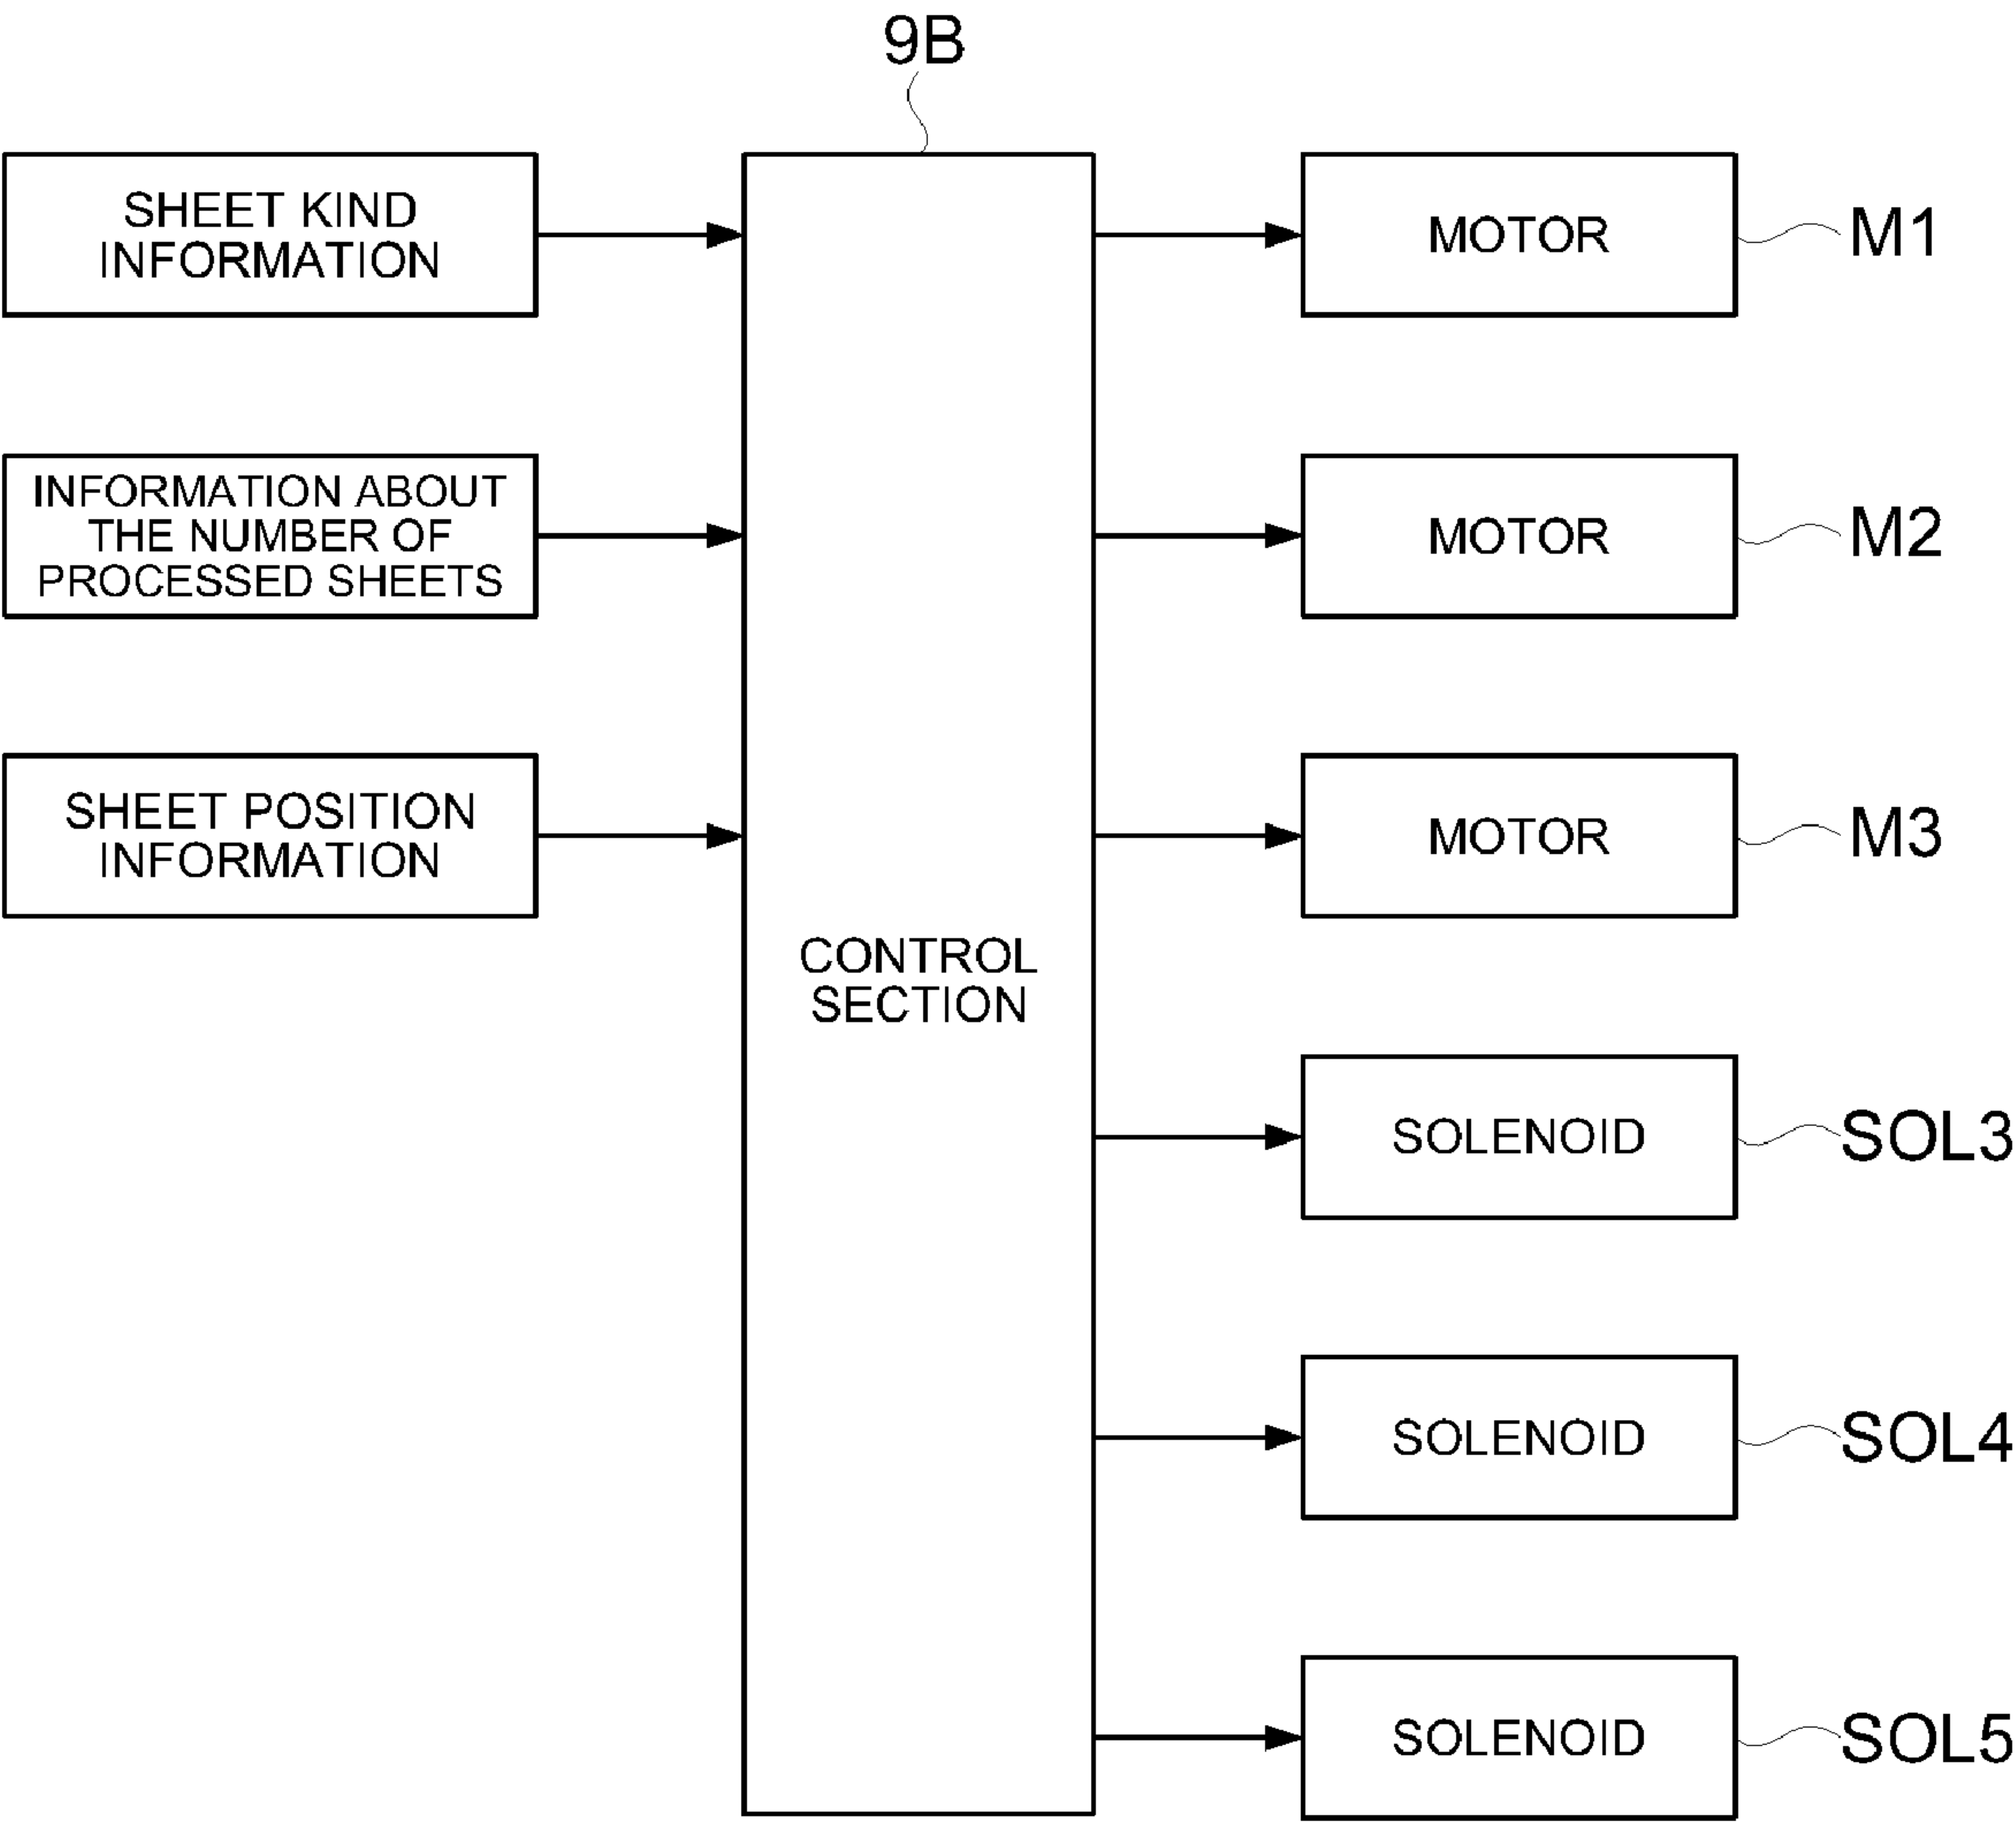 9B
SHEET KIND
INFORMATION
MOTOR
M1
INFORMATION ABOUT
THE NUMBER OF
PROCESSED SHEETS
MOTOR
M2
SHEET POSITION
INFORMATION
MOTOR
M3
CONTROL
SECTION
SOLENOID
SOL3
SOLENOID
SOL4
SOLENOID
SOL5